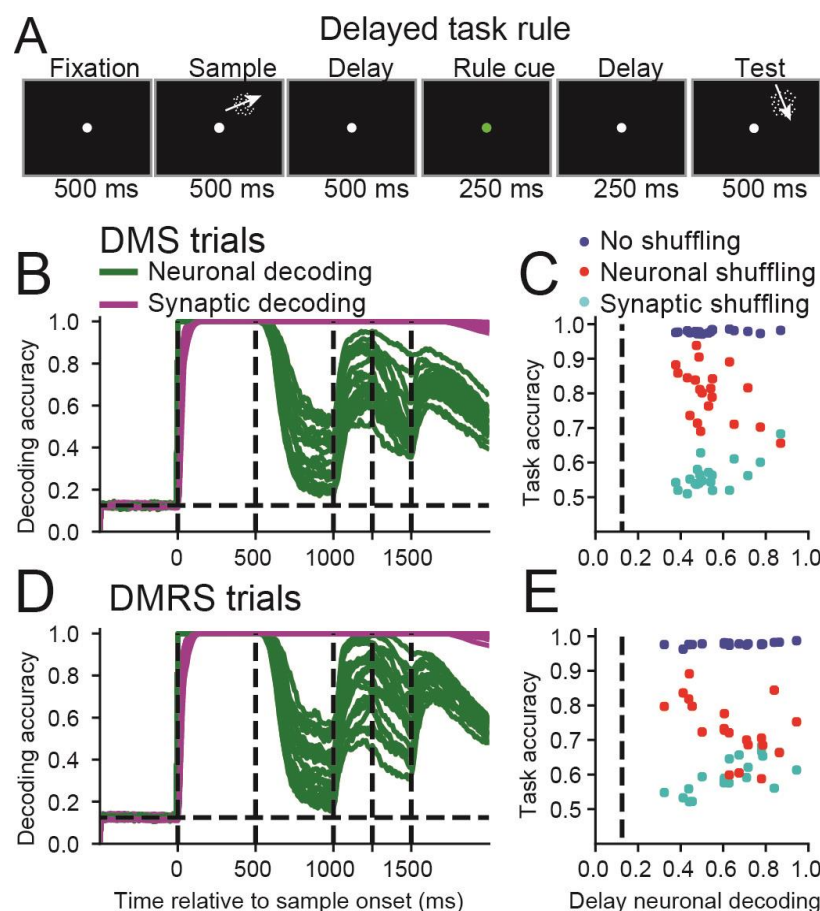 A
Delayed task rule
Fixation Sample Delay Rule cue Delay Test
500 ms 500 ms 500 ms 250 ms 250 ms 500 ms
B
DMS trials
Neuronal decoding
Synaptic decoding
Decoding accuracy
1.0
0.8
0.6
0.4
0.2
0.0
0 500 1000 1500
C
No shuffling
Neuronal shuffling
Synaptic shuffling
Task accuracy
1.0
0.9
0.8
0.7
0.6
0.5
0.0 0.2 0.4 0.6 0.8 1.0
D
DMRS trials
Decoding accuracy
1.0
0.8
0.6
0.4
0.2
0.0
0 500 1000 1500
Time relative to sample onset (ms)
E
Task accuracy
1.0
0.9
0.8
0.7
0.6
0.5
0.0 0.2 0.4 0.6 0.8 1.0
Delay neuronal decoding